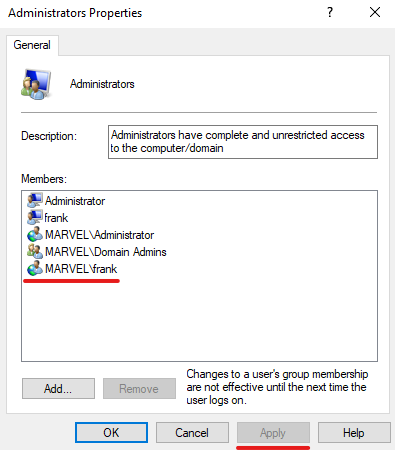 Administrators Properties
?
General
Administrators
Description:
Administrators have complete and unrestricted access
to the computer/domain
Members:
Administrator
frank
MARVEL\Administrator
MARVEL\Domain Admins
MARVEL\frank
Add...
Remove
Changes to a user's group membership
are not effective until the next time the
user logs on.
OK
Cancel
Apply
Help